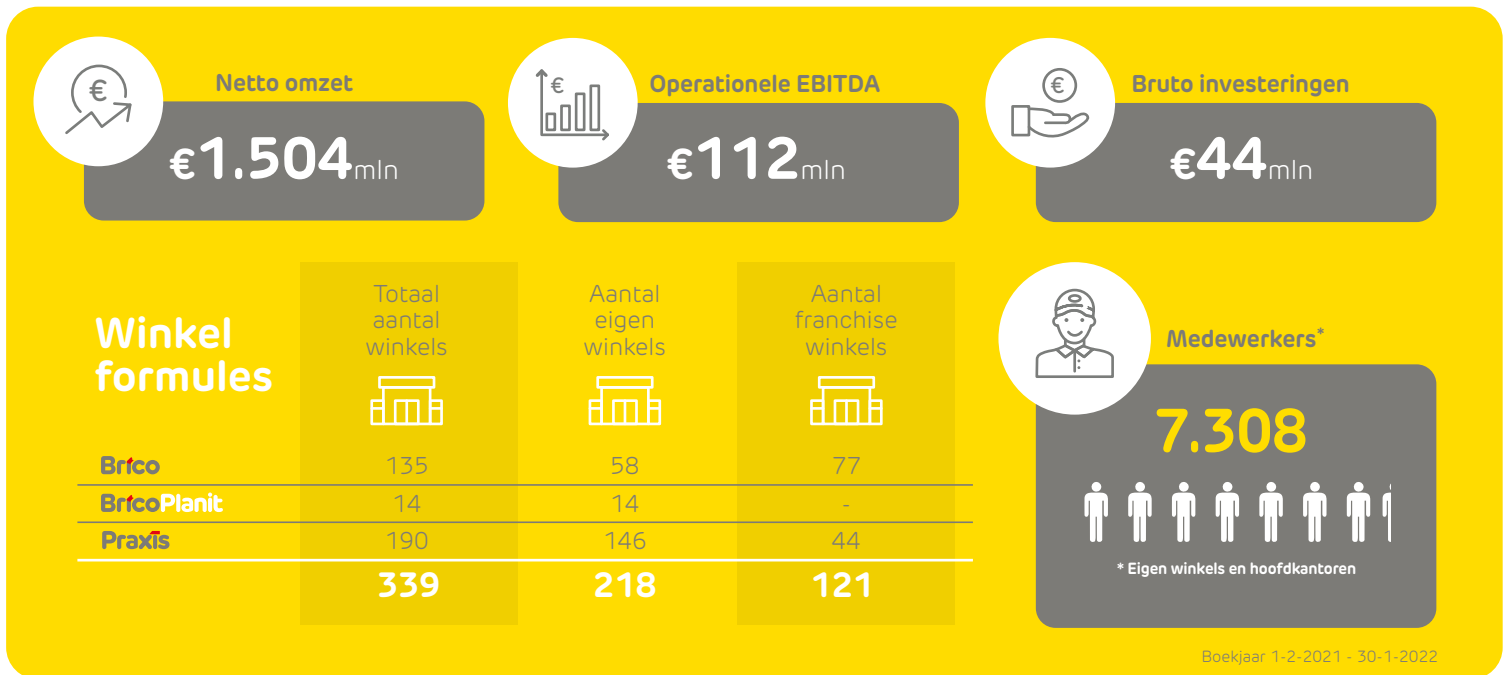 Netto omzet
€1.504mln
Operationele EBITDA
€
€112mln
Bruto investeringen
€
€44mln
€
Winkel
formules
Totaal
aantal
winkels
Aantal
eigen
winkels
Aantal
franchise
winkels
Brico 135 58 77
BricoPlanit 14 14 -
Praxis 190 146 44
339 218 121
Medewerkers*
7.308
* Eigen winkels en hoofdkantoren
Boekjaar 1-2-2021 - 30-1-2022